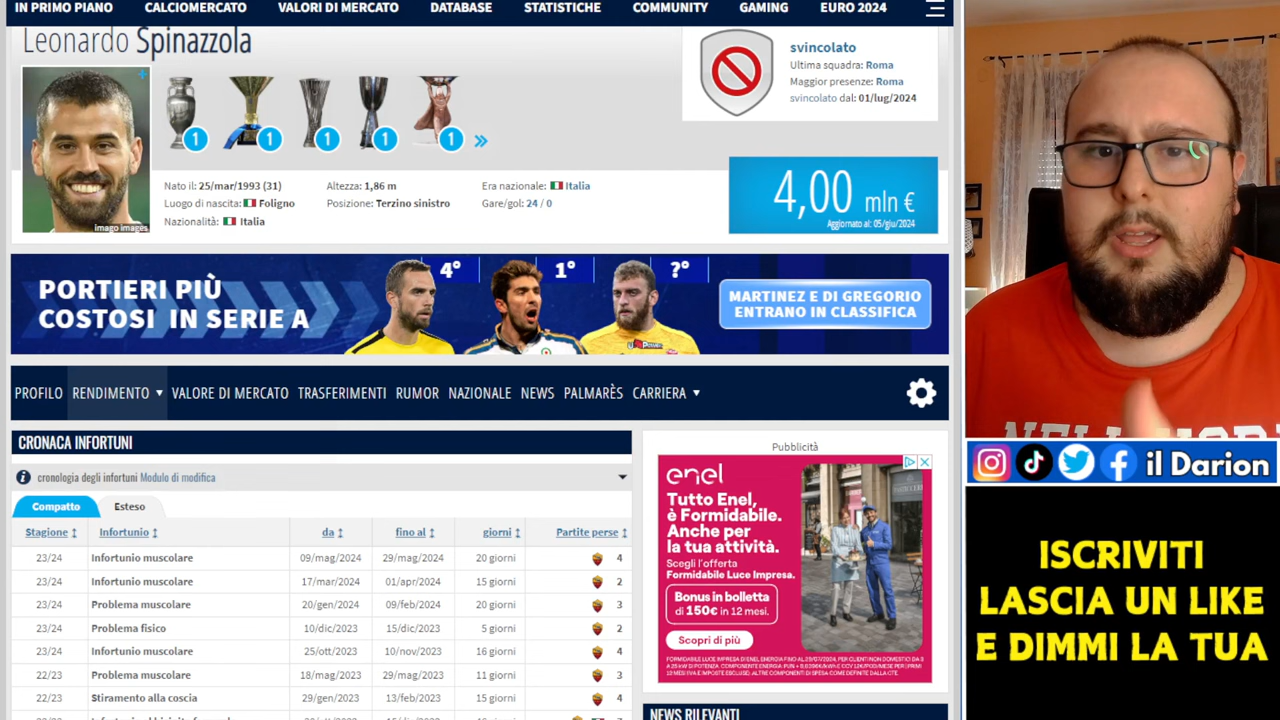 IN PRIMO PIANO CALCIOMERCATO VALORI DI MERCATO DATABASE STATISTICHE COMMUNITY GAMING EURO 2024
Leonardo Spinazzola
1 1 1 1 1 »
imago images
Nato il: 25/mar/1993 (31)
Luogo di nascita: Foligno
Nazionalità: Italia
Altezza: 1,86 m
Posizione: Terzino sinistro
Era nazionale: Italia
Gare/gol: 24 / 0
svincolato
Ultima squadra: Roma
Maggior presenze: Roma
svincolato dal: 01/lug/2024
4,00 mln €
Aggiornato al: 05/giu/2024
PORTIERI PIÙ
COSTOSI IN SERIE A
4° 1° ?°
MARTINEZ E DI GREGORIO
ENTRANO IN CLASSIFICA
PROFILO RENDIMENTO VALORE DI MERCATO TRASFERIMENTI RUMOR NAZIONALE NEWS PALMARÈS CARRIERA
CRONACA INFORTUNI
cronologia degli infortuni Modulo di modifica
Compatto Esteso
Stagione Infortunio da fino al giorni Partite perse
23/24 Infortunio muscolare 09/mag/2024 29/mag/2024 20 giorni 4
23/24 Infortunio muscolare 17/mar/2024 01/apr/2024 15 giorni 2
23/24 Problema muscolare 20/gen/2024 09/feb/2024 20 giorni 3
23/24 Problema fisico 10/dic/2023 15/dic/2023 5 giorni 2
23/24 Infortunio muscolare 25/ott/2023 10/nov/2023 16 giorni 4
22/23 Problema muscolare 18/mag/2023 29/mag/2023 11 giorni 3
22/23 Stiramento alla coscia 29/gen/2023 13/feb/2023 15 giorni 4
Pubblicità
enel
Tutto Enel,
è Formidabile.
Anche per
la tua attività.
Scegli l'offerta
Formidabile Luce Impresa.
Bonus in bolletta
di 150€ in 12 mesi.
Scopri di più
NEWS RILEVANTI
il Darion
ISCRIVITI
LASCIA UN LIKE
E DIMMI LA TUA